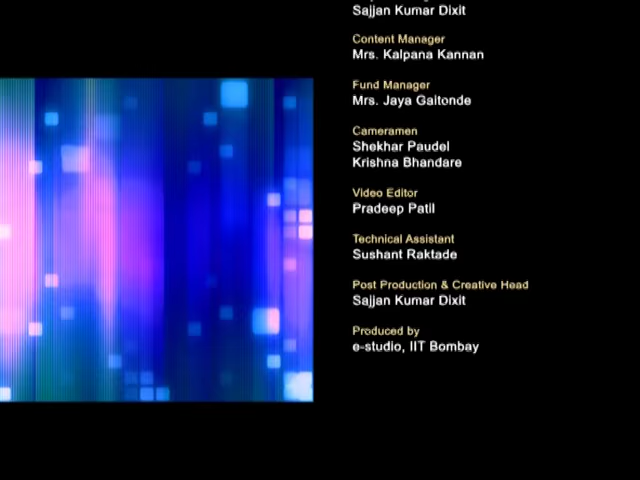 Sajjan Kumar Dixit
Content Manager
Mrs. Kalpana Kannan
Fund Manager
Mrs. Jaya Gaitonde
Cameramen
Shekhar Paudel
Krishna Bhandare
Video Editor
Pradeep Patil
Technical Assistant
Sushant Raktade
Post Production & Creative Head
Sajjan Kumar Dixit
Produced by
e-studio, IIT Bombay